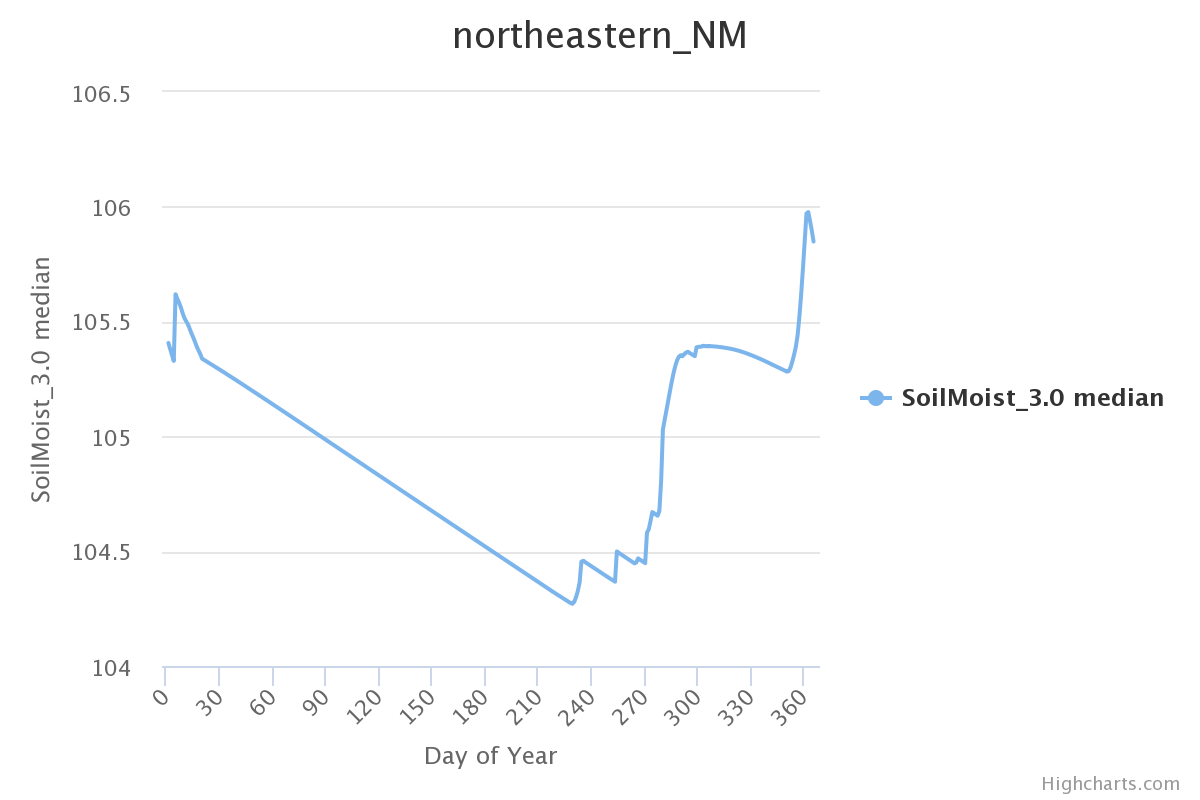 northeastern_NM
106.5
106
105.5
105
104.5
104
SoilMoist_3.0 median
0 30 60 90 120 150 180 210 240 270 300 330 360
Day of Year
SoilMoist_3.0 median
Highcharts.com